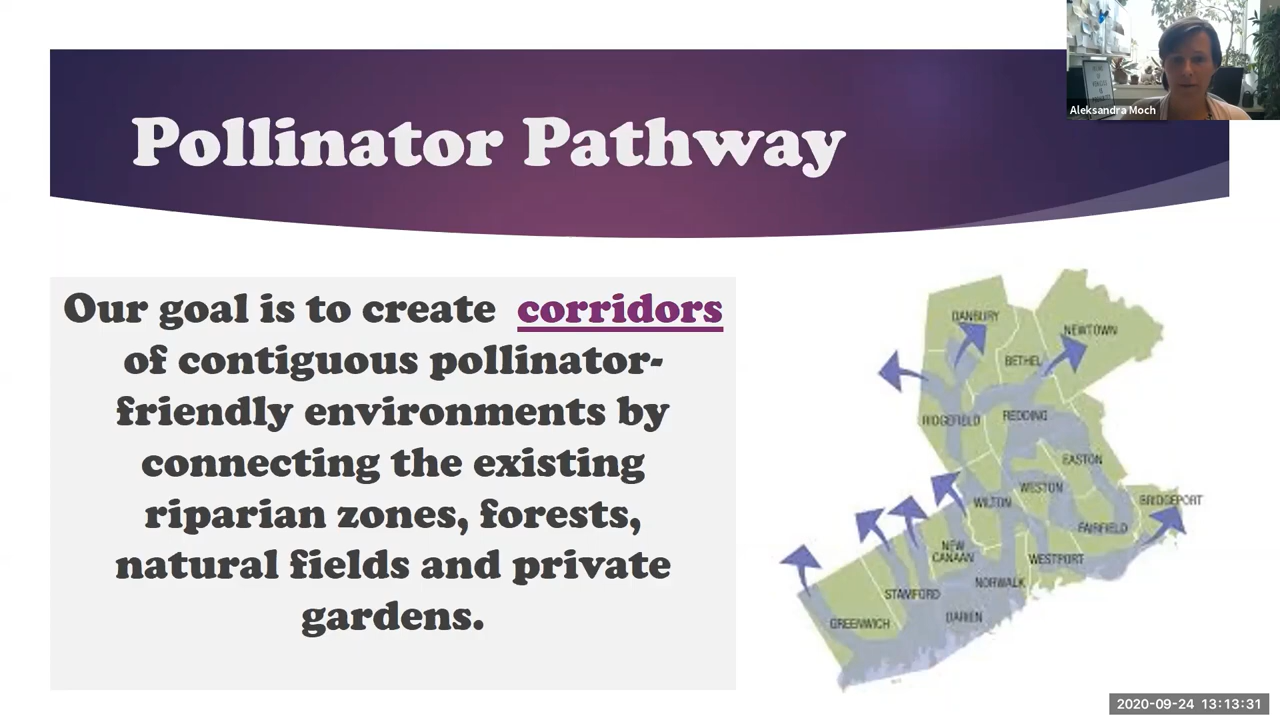 Aleksandra Moch
Pollinator Pathway
Our goal is to create corridors
of contiguous pollinator-
friendly environments by
connecting the existing
riparian zones, forests,
natural fields and private
gardens.
DANBURY
NEWTOWN
BETHEL
RIDGEFIELD
REDDING
EASTON
WESTON
WILTON
BRIDGEPORT
FAIRFIELD
NEW
CANAAN
WESTPORT
NORWALK
STAMFORD
DARIEN
GREENWICH
2020-09-24 13:13:31